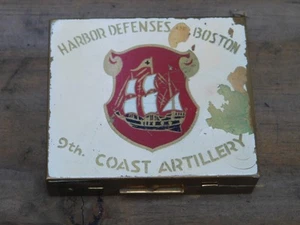 HARBOR DEFENSES BOSTON
9th. COAST ARTILLERY